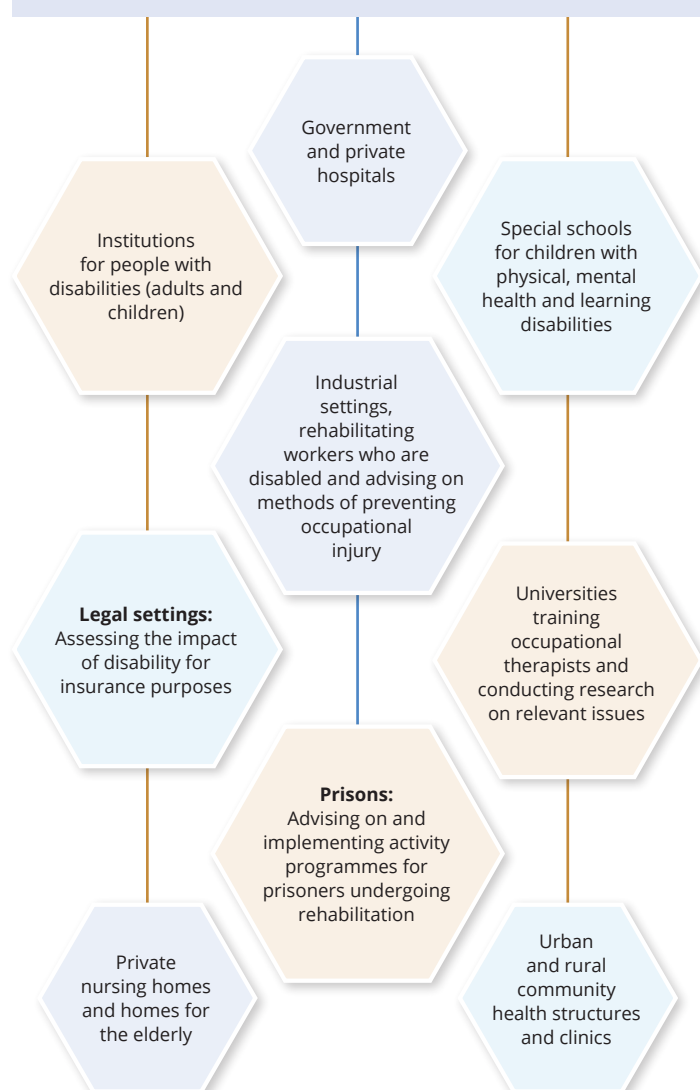 Government
and private
hospitals
Institutions
for people with
disabilities (adults and
children)
Special schools
for children with
physical, mental
health and learning
disabilities
Industrial
settings,
rehabilitating
workers who are
disabled and advising on
methods of preventing
occupational
injury
Legal settings:
Assessing the impact
of disability for
insurance purposes
Universities
training
occupational
therapists and
conducting research
on relevant issues
Prisons:
Advising on and
implementing activity
programmes for
prisoners undergoing
rehabilitation
Private
nursing homes
and homes for
the elderly
Urban
and rural
community
health structures
and clinics